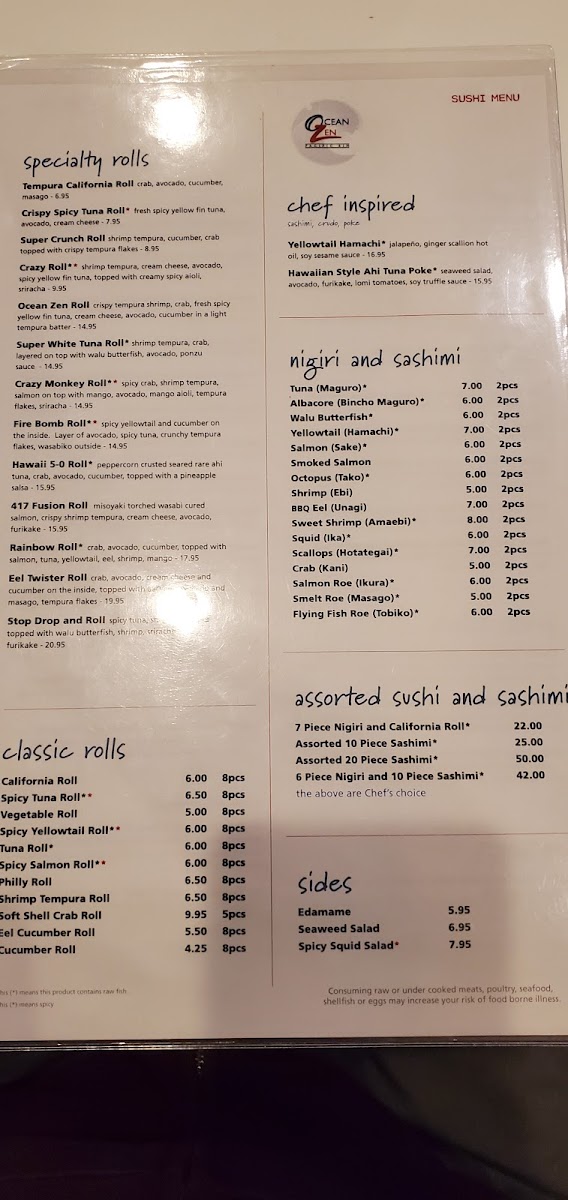 SUSHI MENU
OCEAN
ZEN
PACIFIC RIM
specialty rolls
Tempura California Roll crab, avocado, cucumber,
masago - 6.95
Crispy Spicy Tuna Roll* fresh spicy yellow fin tuna,
avocado, cream cheese - 7.95
Super Crunch Roll shrimp tempura, cucumber, crab
topped with crispy tempura flakes - 8.95
Crazy Roll** shrimp tempura, cream cheese, avocado,
spicy yellow fin tuna, topped with creamy spicy aioli,
sriracha - 9.95
Ocean Zen Roll crispy tempura shrimp, crab, fresh spicy
yellow fin tuna, cream cheese, avocado, cucumber in a light
tempura batter - 14.95
Super White Tuna Roll* shrimp tempura, crab,
layered on top with walu butterfish, avocado, ponzu
sauce - 14.95
Crazy Monkey Roll** spicy crab, shrimp tempura,
salmon on top with mango, avocado, mango aioli, tempura
flakes, sriracha - 14.95
Fire Bomb Roll** spicy yellowtail and cucumber on
the inside. Layer of avocado, spicy tuna, crunchy tempura
flakes, wasabiko outside - 14.95
Hawaii 5-0 Roll* peppercorn crusted seared rare ahi
tuna, crab, avocado, cucumber, topped with a pineapple
salsa - 15.95
417 Fusion Roll misoyaki torched wasabi cured
salmon, crispy shrimp tempura, cream cheese, avocado,
furikake - 15.95
Rainbow Roll* crab, avocado, cucumber, topped with
salmon, tuna, yellowtail, eel, shrimp, mango - 17.95
Eel Twister Roll crab, avocado, cream cheese and
cucumber on the inside, topped with and
masago, tempura flakes - 19.95
Stop Drop and Roll spicy tuna,
topped with walu butterfish, shrimp, sriracha
furikake - 20.95
classic rolls
California Roll 6.00 8pcs
Spicy Tuna Roll** 6.50 8pcs
Vegetable Roll 5.00 8pcs
Spicy Yellowtail Roll** 6.00 8pcs
Tuna Roll* 6.00 8pcs
Spicy Salmon Roll** 6.00 8pcs
Philly Roll 6.50 8pcs
Shrimp Tempura Roll 6.50 8pcs
Soft Shell Crab Roll 9.95 5pcs
Eel Cucumber Roll 5.50 8pcs
Cucumber Roll 4.25 8pcs
this (*) means this product contains raw fish
this (*) means spicy
chef inspired
sashimi, crudo, poke
Yellowtail Hamachi* jalapeño, ginger scallion hot
oil, soy sesame sauce - 16.95
Hawaiian Style Ahi Tuna Poke* seaweed salad,
avocado, furikake, lomi tomatoes, soy truffle sauce - 15.95
nigiri and sashimi
Tuna (Maguro)* 7.00 2pcs
Albacore (Bincho Maguro)* 6.00 2pcs
Walu Butterfish* 6.00 2pcs
Yellowtail (Hamachi)* 7.00 2pcs
Salmon (Sake)* 6.00 2pcs
Smoked Salmon 6.00 2pcs
Octopus (Tako)* 6.00 2pcs
Shrimp (Ebi) 5.00 2pcs
BBQ Eel (Unagi) 7.00 2pcs
Sweet Shrimp (Amaebi)* 8.00 2pcs
Squid (Ika)* 6.00 2pcs
Scallops (Hotategai)* 7.00 2pcs
Crab (Kani) 5.00 2pcs
Salmon Roe (Ikura)* 6.00 2pcs
Smelt Roe (Masago)* 5.00 2pcs
Flying Fish Roe (Tobiko)* 6.00 2pcs
assorted sushi and sashimi
7 Piece Nigiri and California Roll* 22.00
Assorted 10 Piece Sashimi* 25.00
Assorted 20 Piece Sashimi* 50.00
6 Piece Nigiri and 10 Piece Sashimi* 42.00
the above are Chef's choice
sides
Edamame 5.95
Seaweed Salad 6.95
Spicy Squid Salad* 7.95
Consuming raw or under cooked meats, poultry, seafood,
shellfish or eggs may increase your risk of food borne illness.